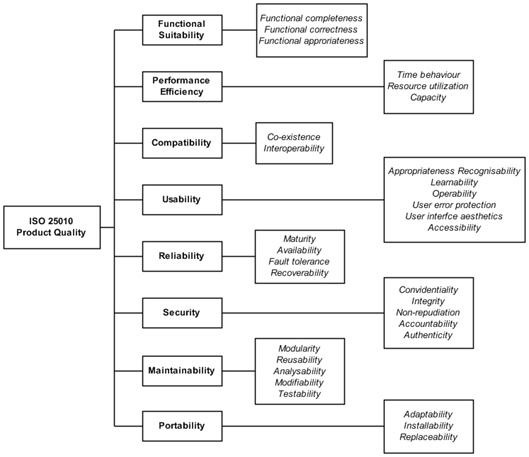 ISO 25010
Product Quality
Functional
Suitability
Functional completeness
Functional correctness
Functional approriateness
Performance
Efficiency
Time behaviour
Resource utilization
Capacity
Compatibility
Co-existence
Interoperability
Usability
Appropriateness Recognisability
Learnability
Operability
User error protection
User interfce aesthetics
Accessibility
Reliability
Maturity
Availability
Fault tolerance
Recoverability
Security
Convidentiality
Integrity
Non-repudiation
Accountability
Authenticity
Maintainability
Modularity
Reusability
Analysability
Modifiability
Testability
Portability
Adaptability
Installability
Replaceability